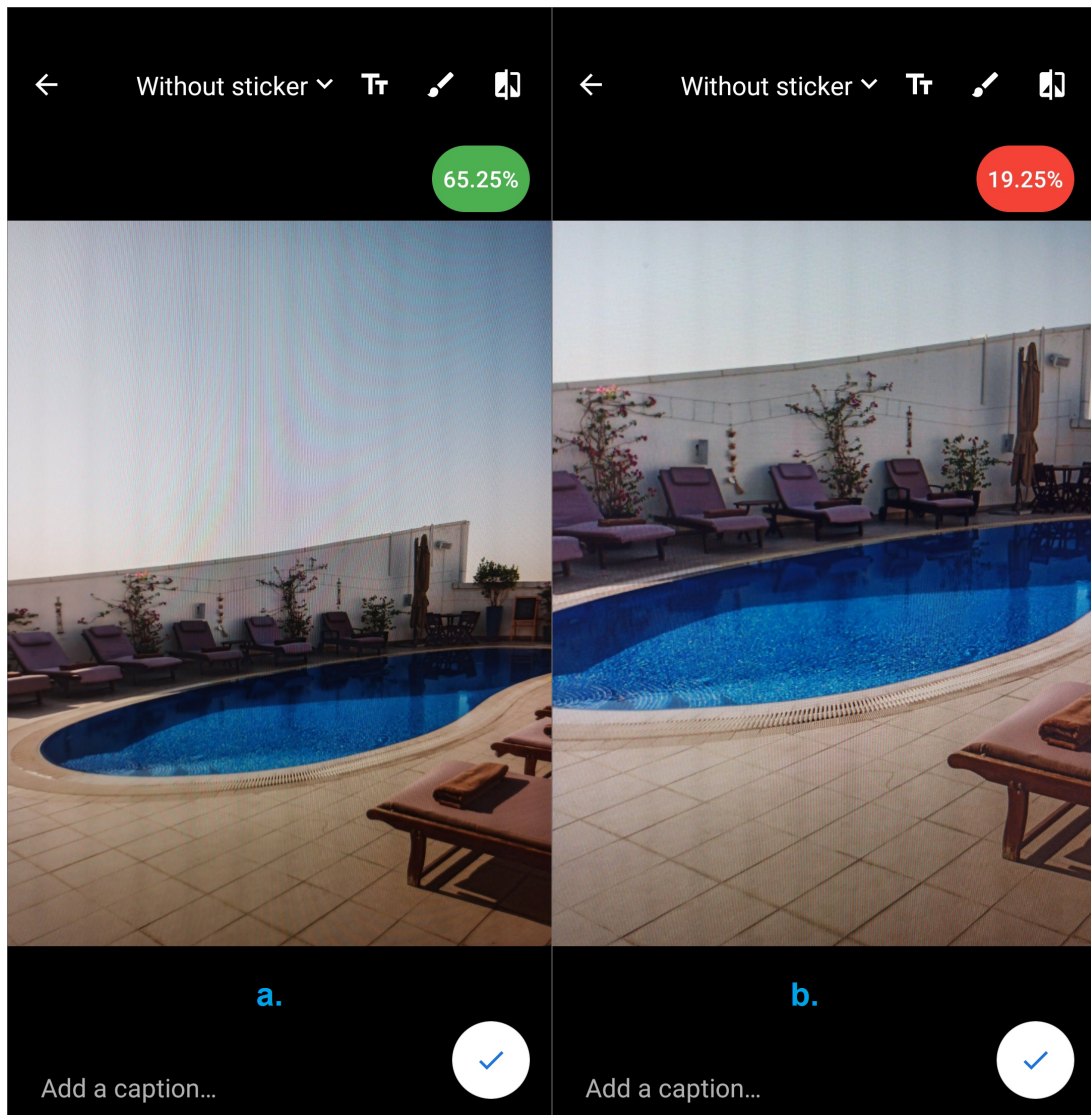 Without sticker
65.25%
a.
Add a caption...
Without sticker
19.25%
b.
Add a caption...